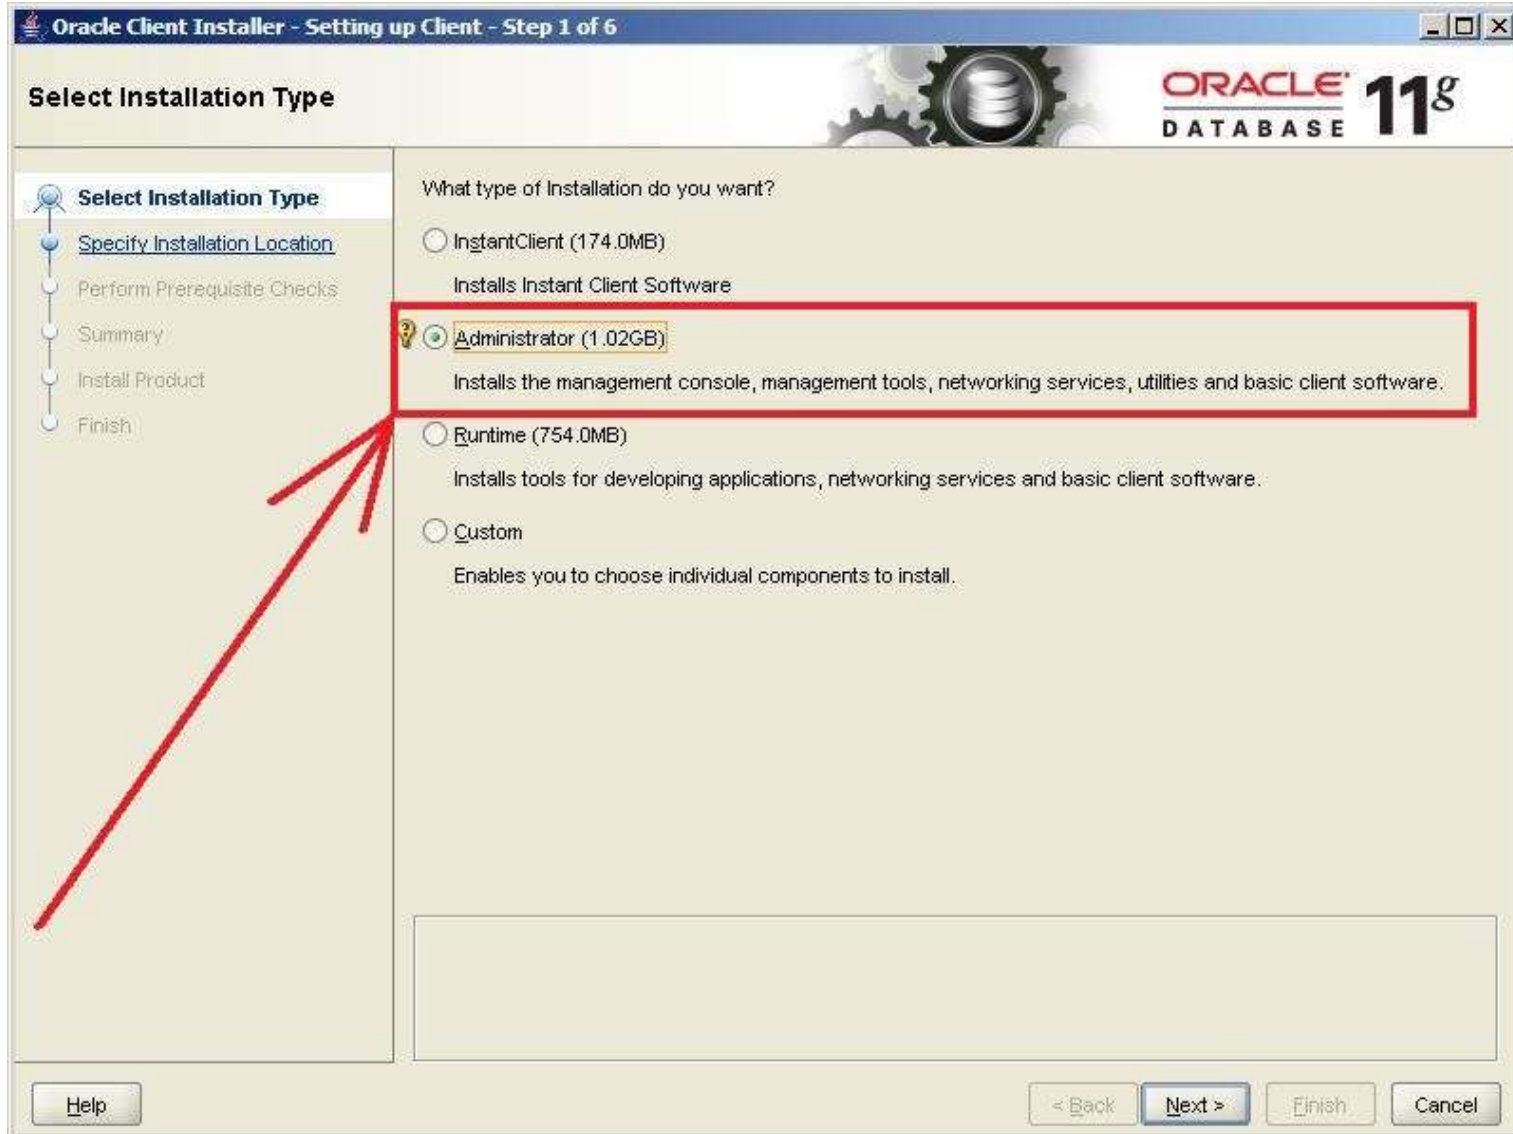 Oracle Client Installer - Setting up Client - Step 1 of 6
Select Installation Type
ORACLE
DATABASE
11g
Select Installation Type
Specify Installation Location
Perform Prerequisite Checks
Summary
Install Product
Finish
What type of Installation do you want?
InstantClient (174.0MB)
Installs Instant Client Software
Administrator (1.02GB)
Installs the management console, management tools, networking services, utilities and basic client software.
Runtime (754.0MB)
Installs tools for developing applications, networking services and basic client software.
Custom
Enables you to choose individual components to install.
Help
< Back
Next >
Finish
Cancel